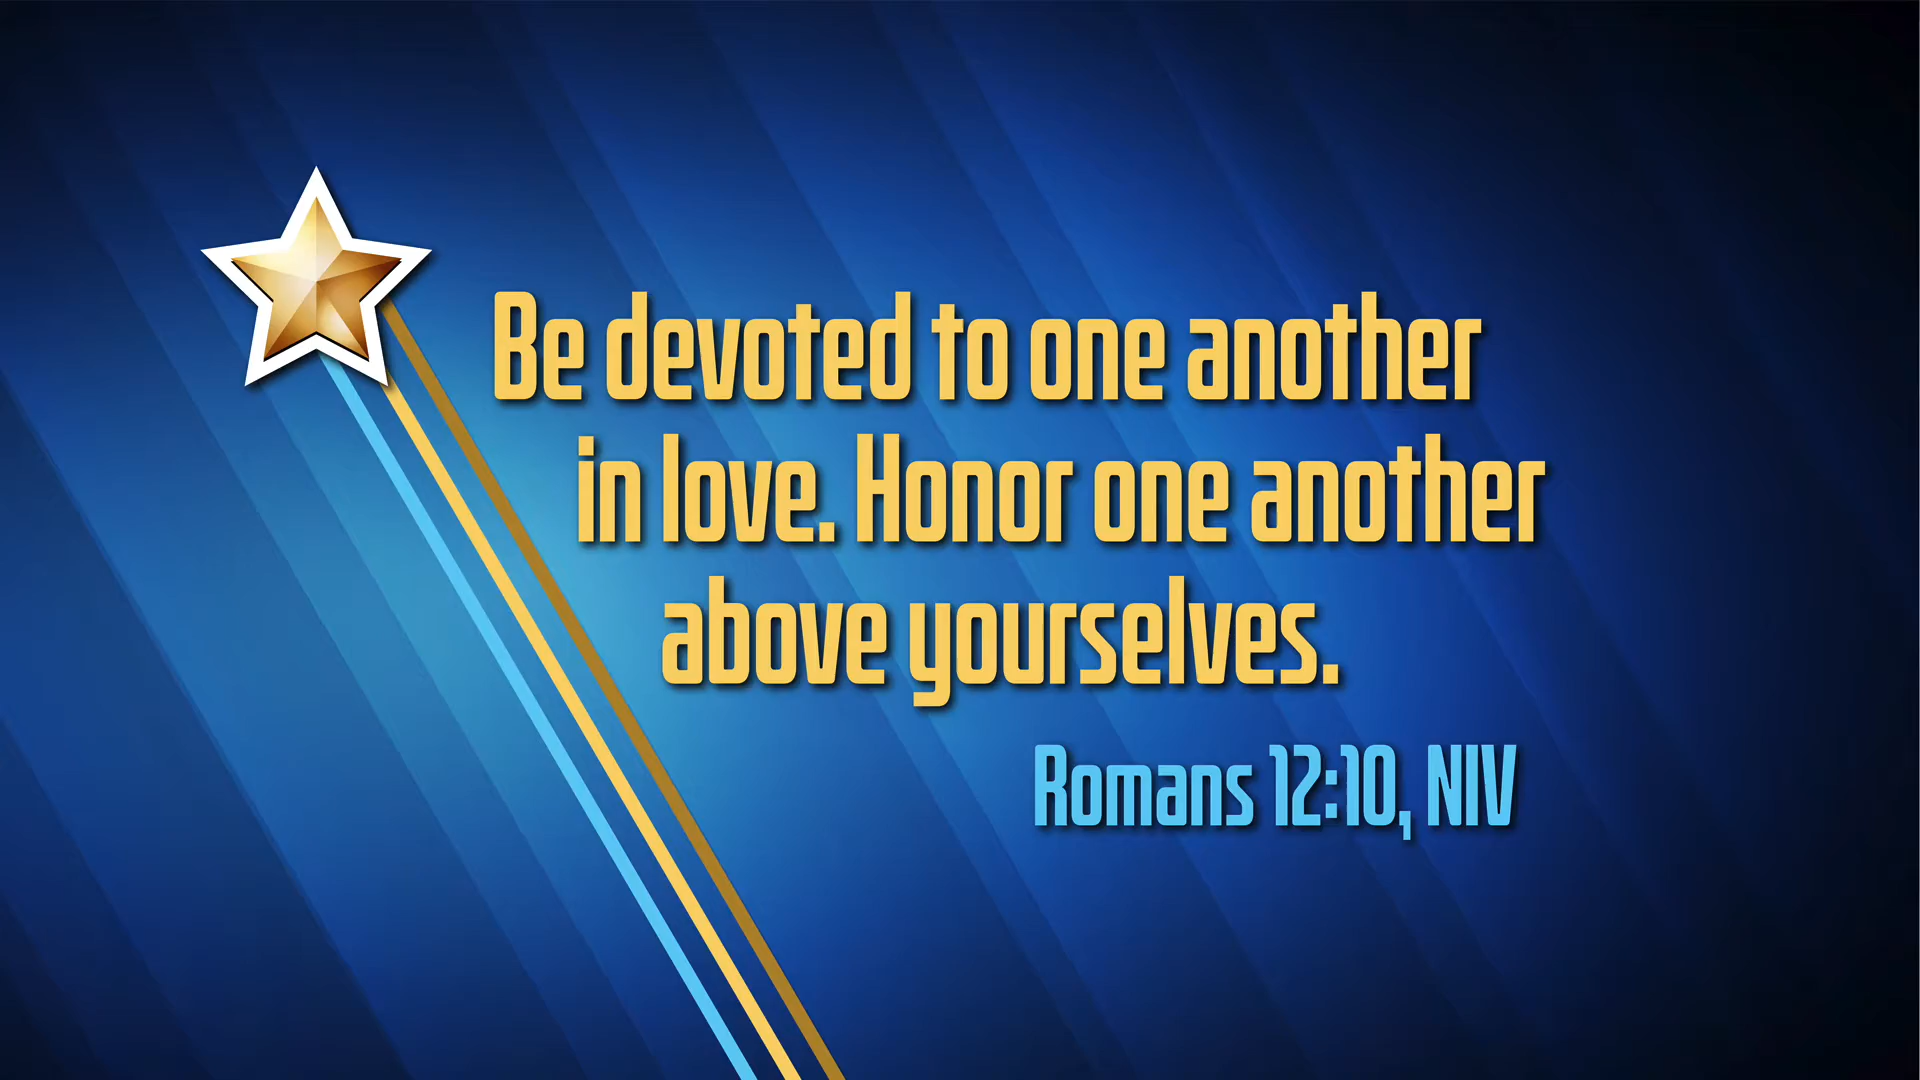 Be devoted to one another
in love. Honor one another
above yourselves.
Romans 12:10, NIV